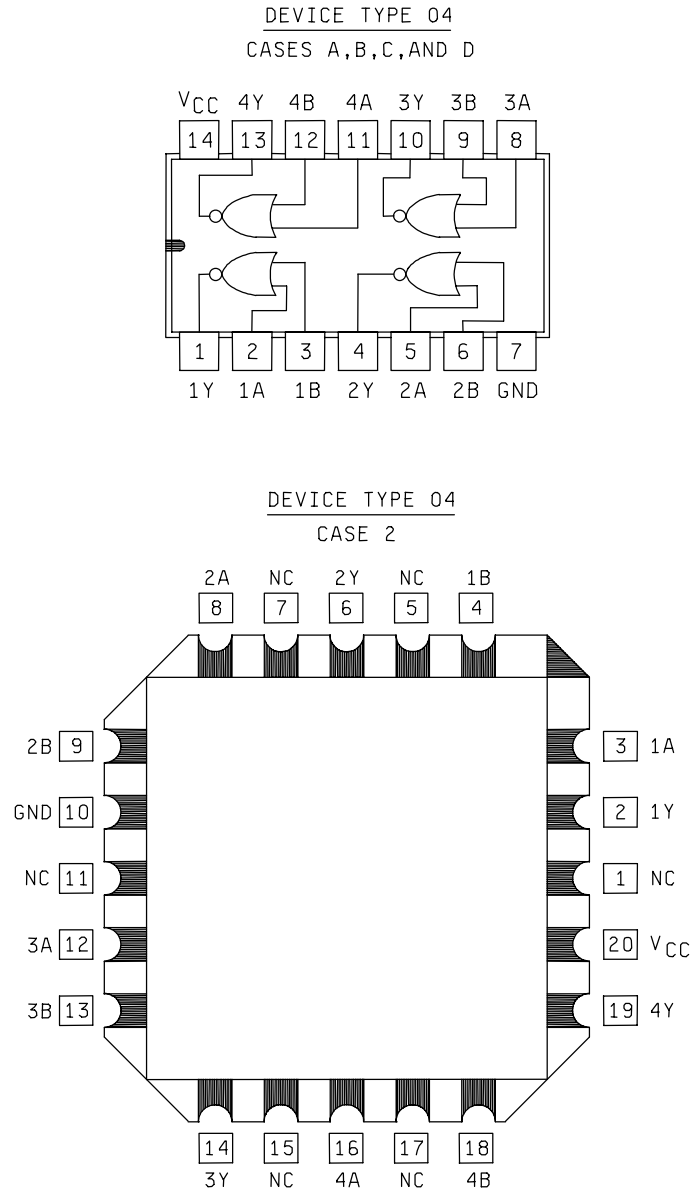 DEVICE TYPE 04
CASES A,B,C,AND D
VCC 4Y 4B 4A 3Y 3B 3A
14 13 12 11 10 9 8
1 2 3 4 5 6 7
1Y 1A 1B 2Y 2A 2B GND
DEVICE TYPE 04
CASE 2
2A NC 2Y NC 1B
8 7 6 5 4
2B 9 3 1A
GND 10 2 1Y
NC 11 1 NC
3A 12 20 VCC
3B 13 19 4Y
14 15 16 17 18
3Y NC 4A NC 4B